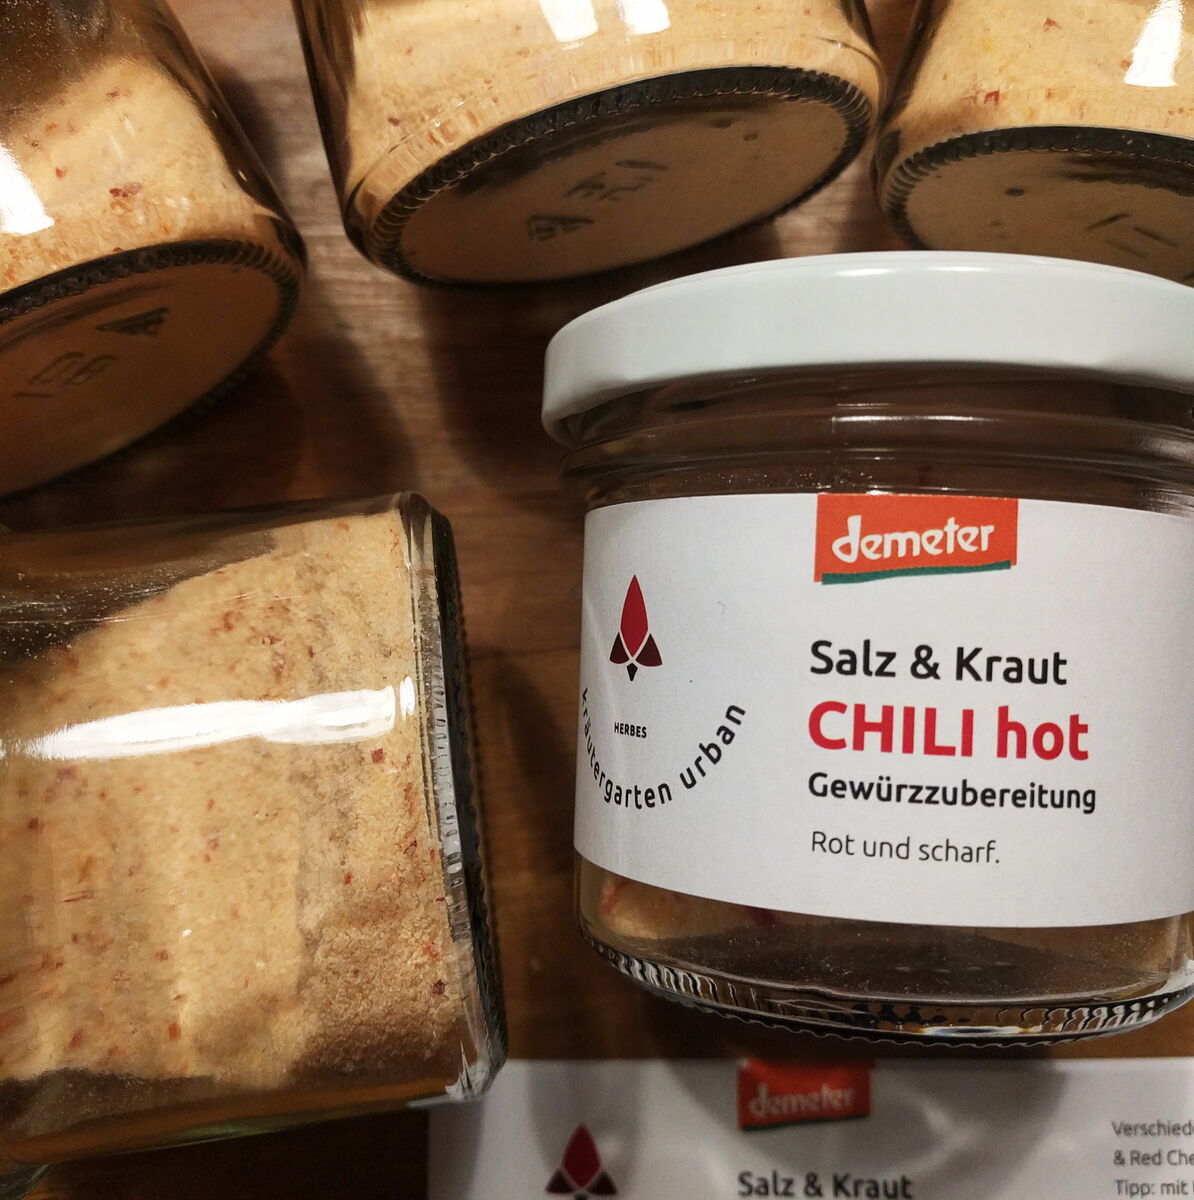 demeter
Salz & Kraut
CHILI hot
Gewürzzubereitung
Rot und scharf.
HERBES
Kräutergarten urban
demeter
Salz & Kraut
Verschied
& Red Che
Tipp: mit